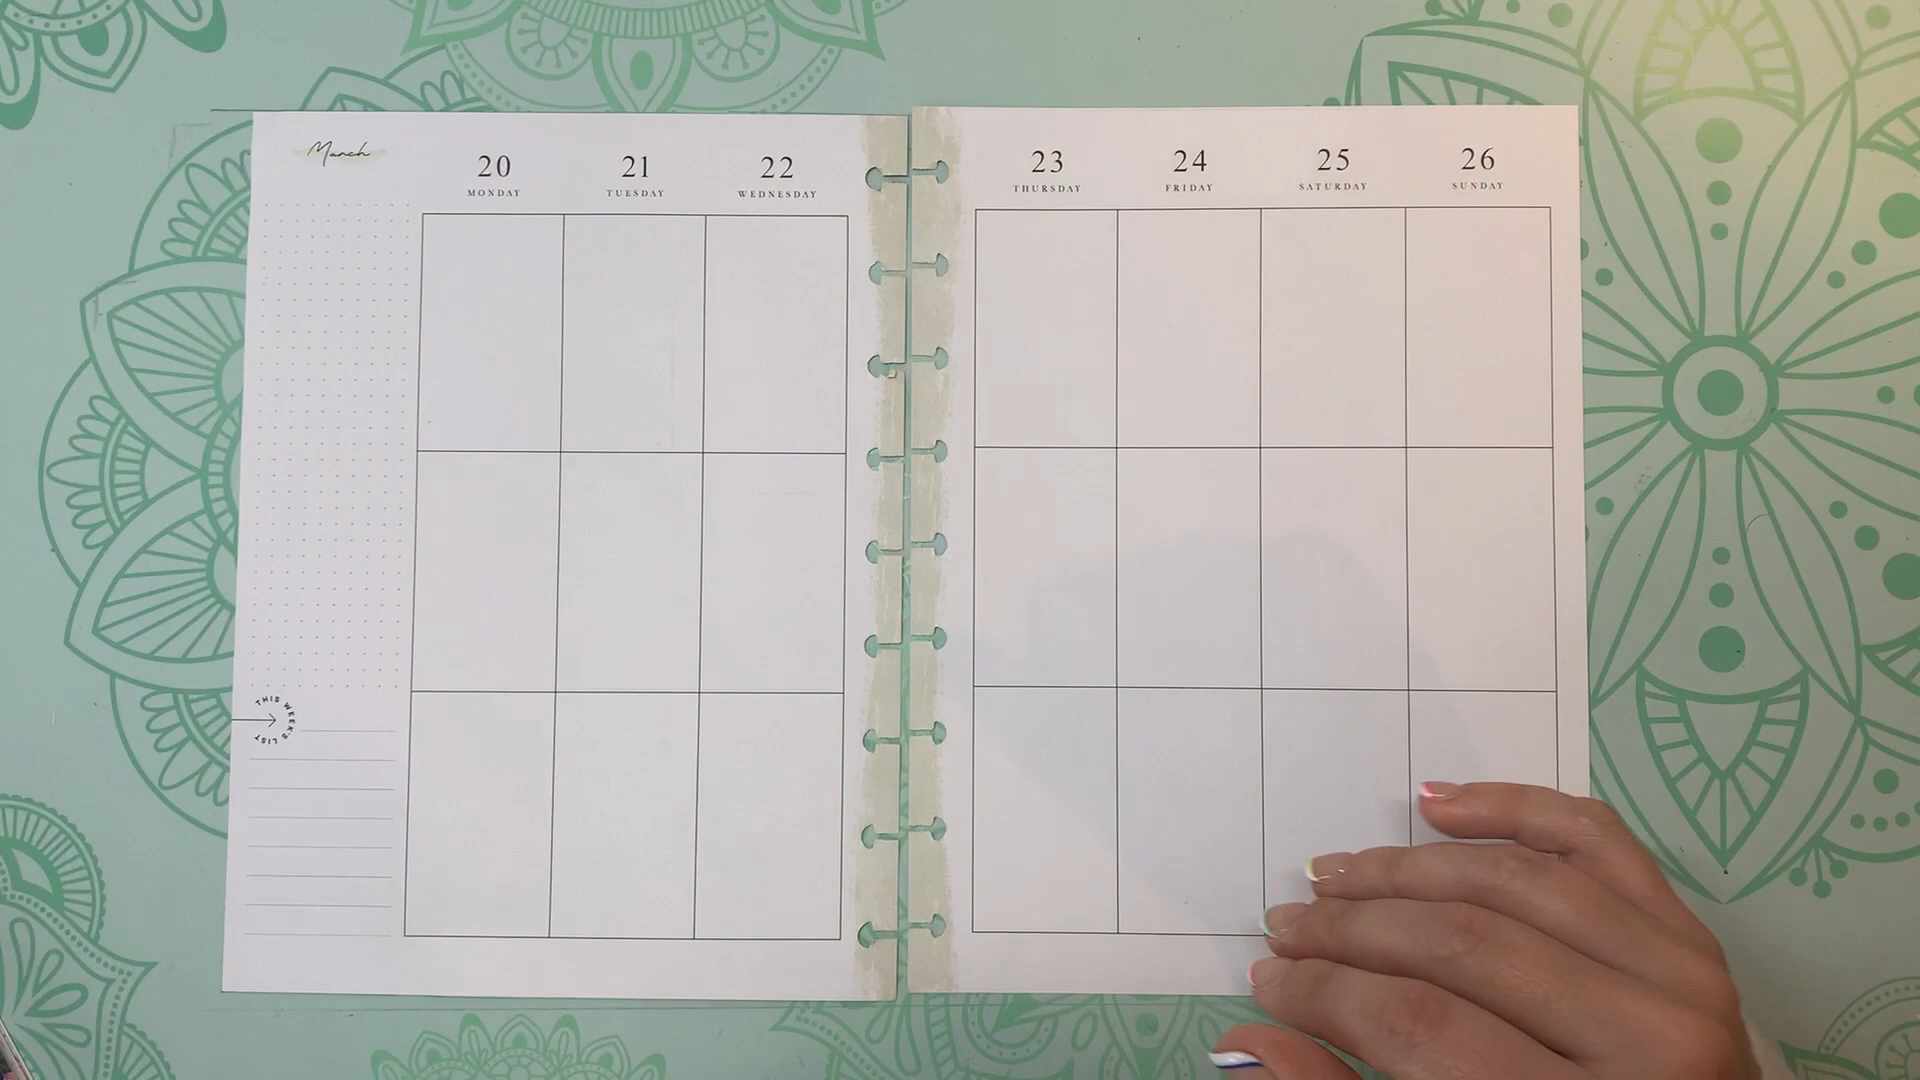 March
20 21 22
MONDAY TUESDAY WEDNESDAY
23 24 25 26
THURSDAY FRIDAY SATURDAY SUNDAY
THIS WEEK'S LIST